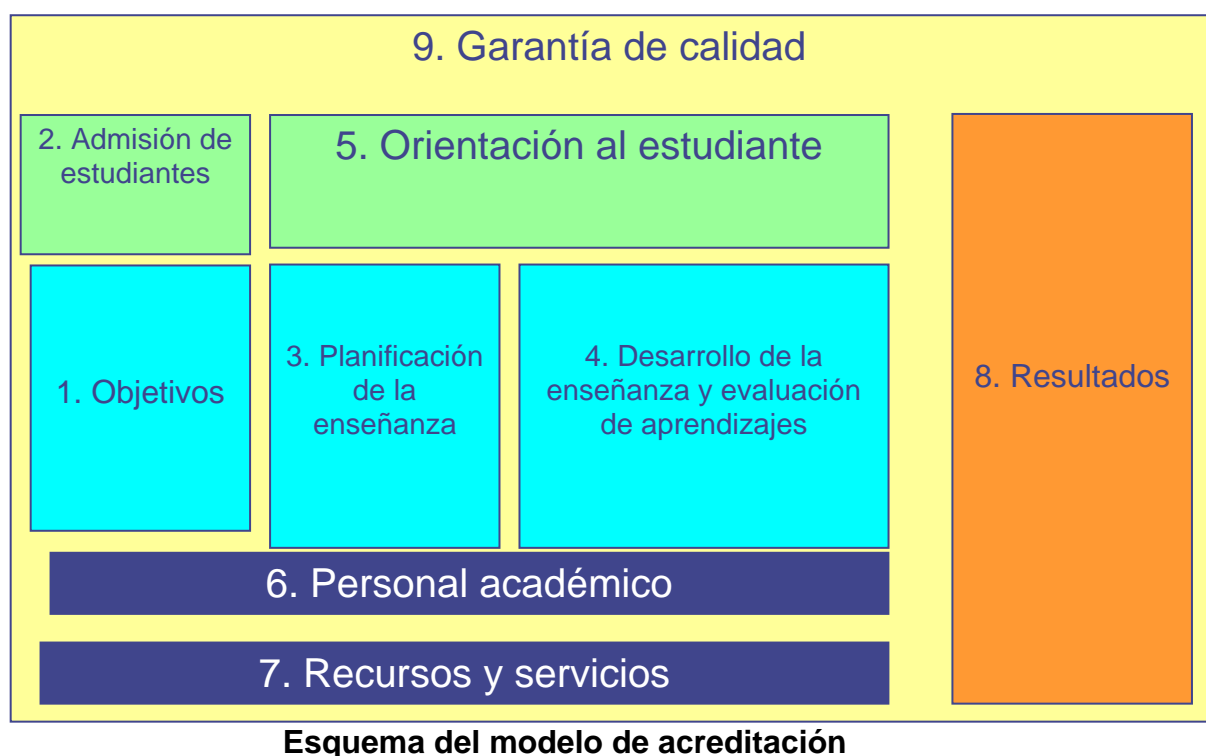 9. Garantía de calidad
2. Admisión de
estudiantes
5. Orientación al estudiante
1. Objetivos
3. Planificación
de la
enseñanza
4. Desarrollo de la
enseñanza y evaluación
de aprendizajes
8. Resultados
6. Personal académico
7. Recursos y servicios
Esquema del modelo de acreditación